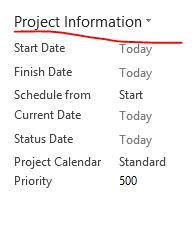 Project Information
Start Date Today
Finish Date Today
Schedule from Start
Current Date Today
Status Date Today
Project Calendar Standard
Priority 500